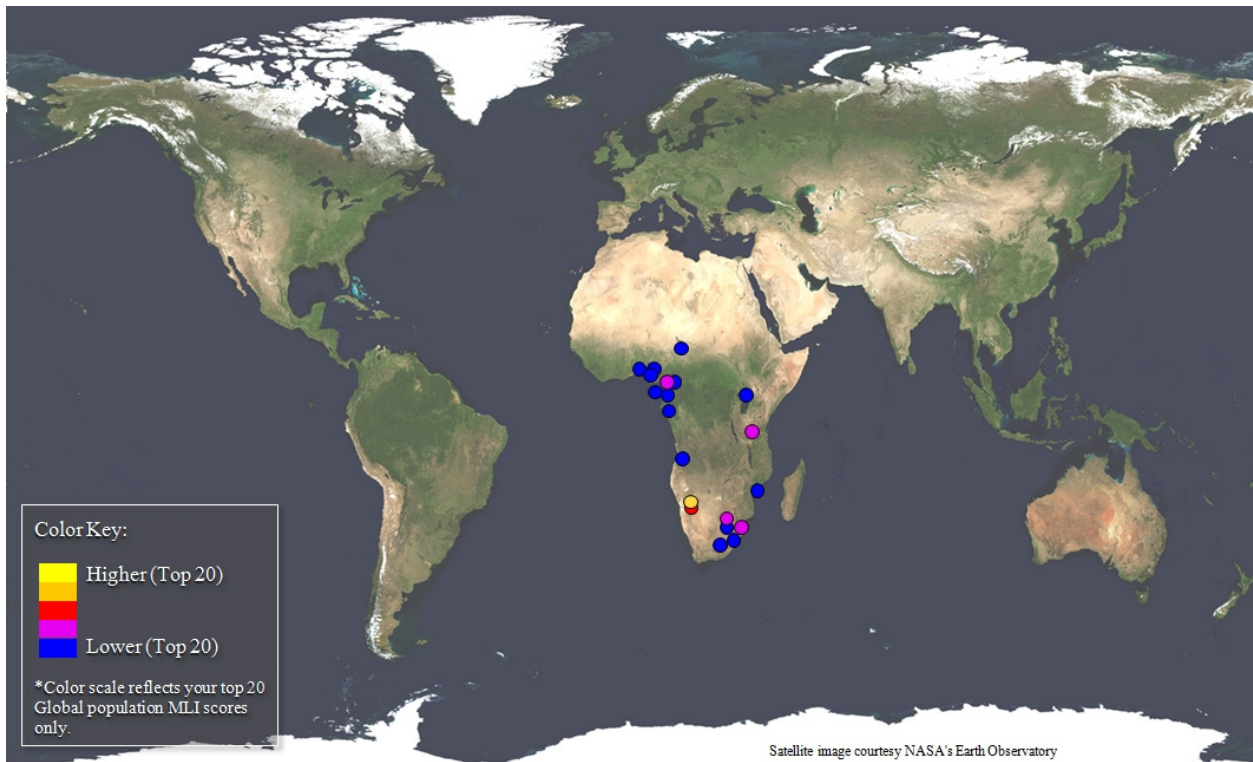 Color Key:
Higher (Top 20)
Lower (Top 20)
*Color scale reflects your top 20
Global population MLI scores
only.
Satellite image courtesy NASA's Earth Observatory